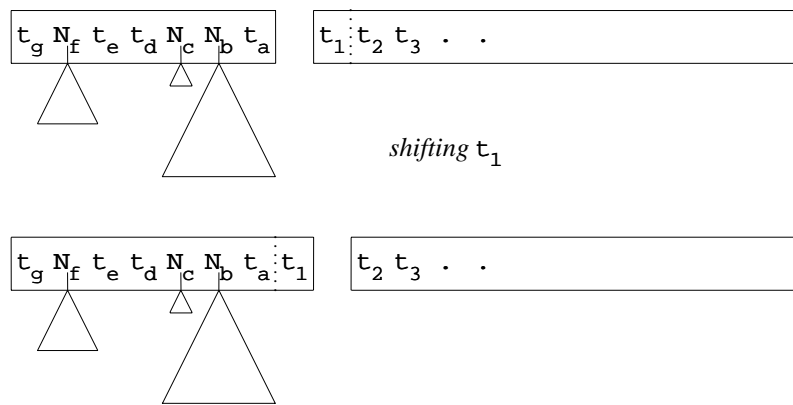 t_g N_f t_e t_d N_c N_b t_a t_1 t_2 t_3 . .
shifting t_1
t_g N_f t_e t_d N_c N_b t_a t_1 t_2 t_3 . .